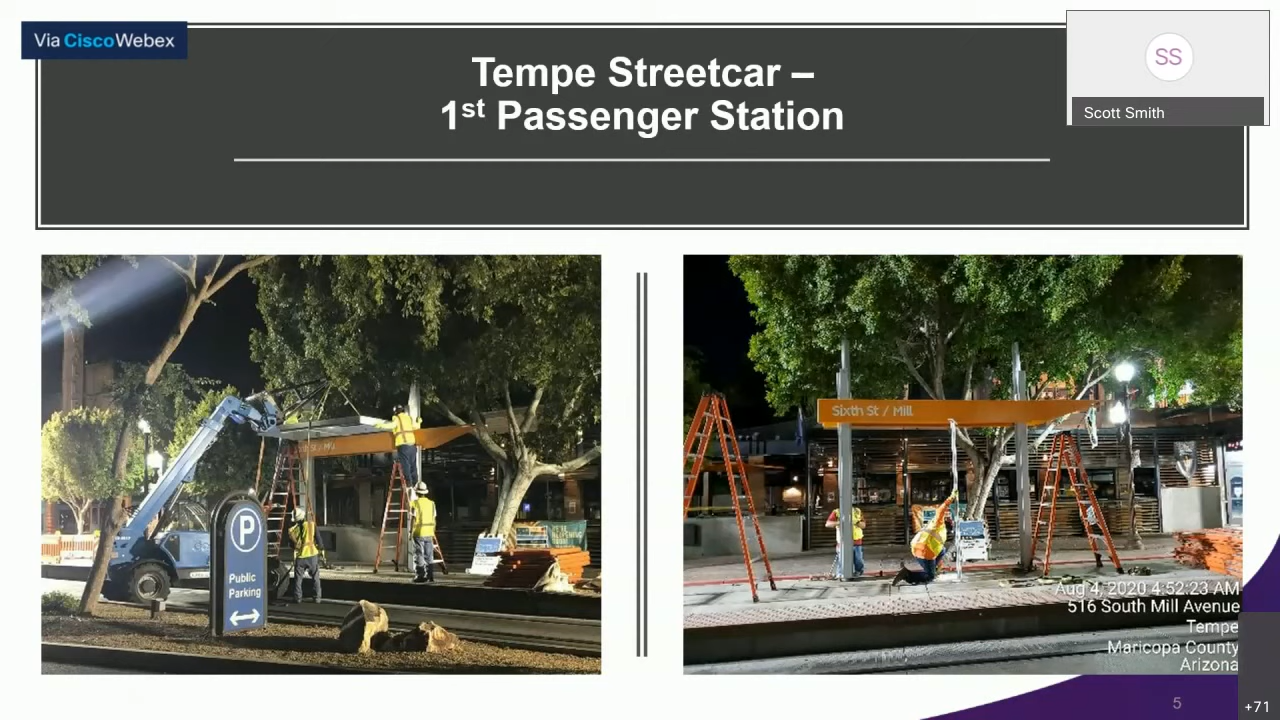 Via Cisco Webex
Tempe Streetcar –
1st Passenger Station
SS
Scott Smith
P
Public
Parking
Sixth St / Mill
Aug 4, 2020 4:52:23 AM
516 South Mill Avenue
Tempe
Maricopa County
Arizona
5
+71